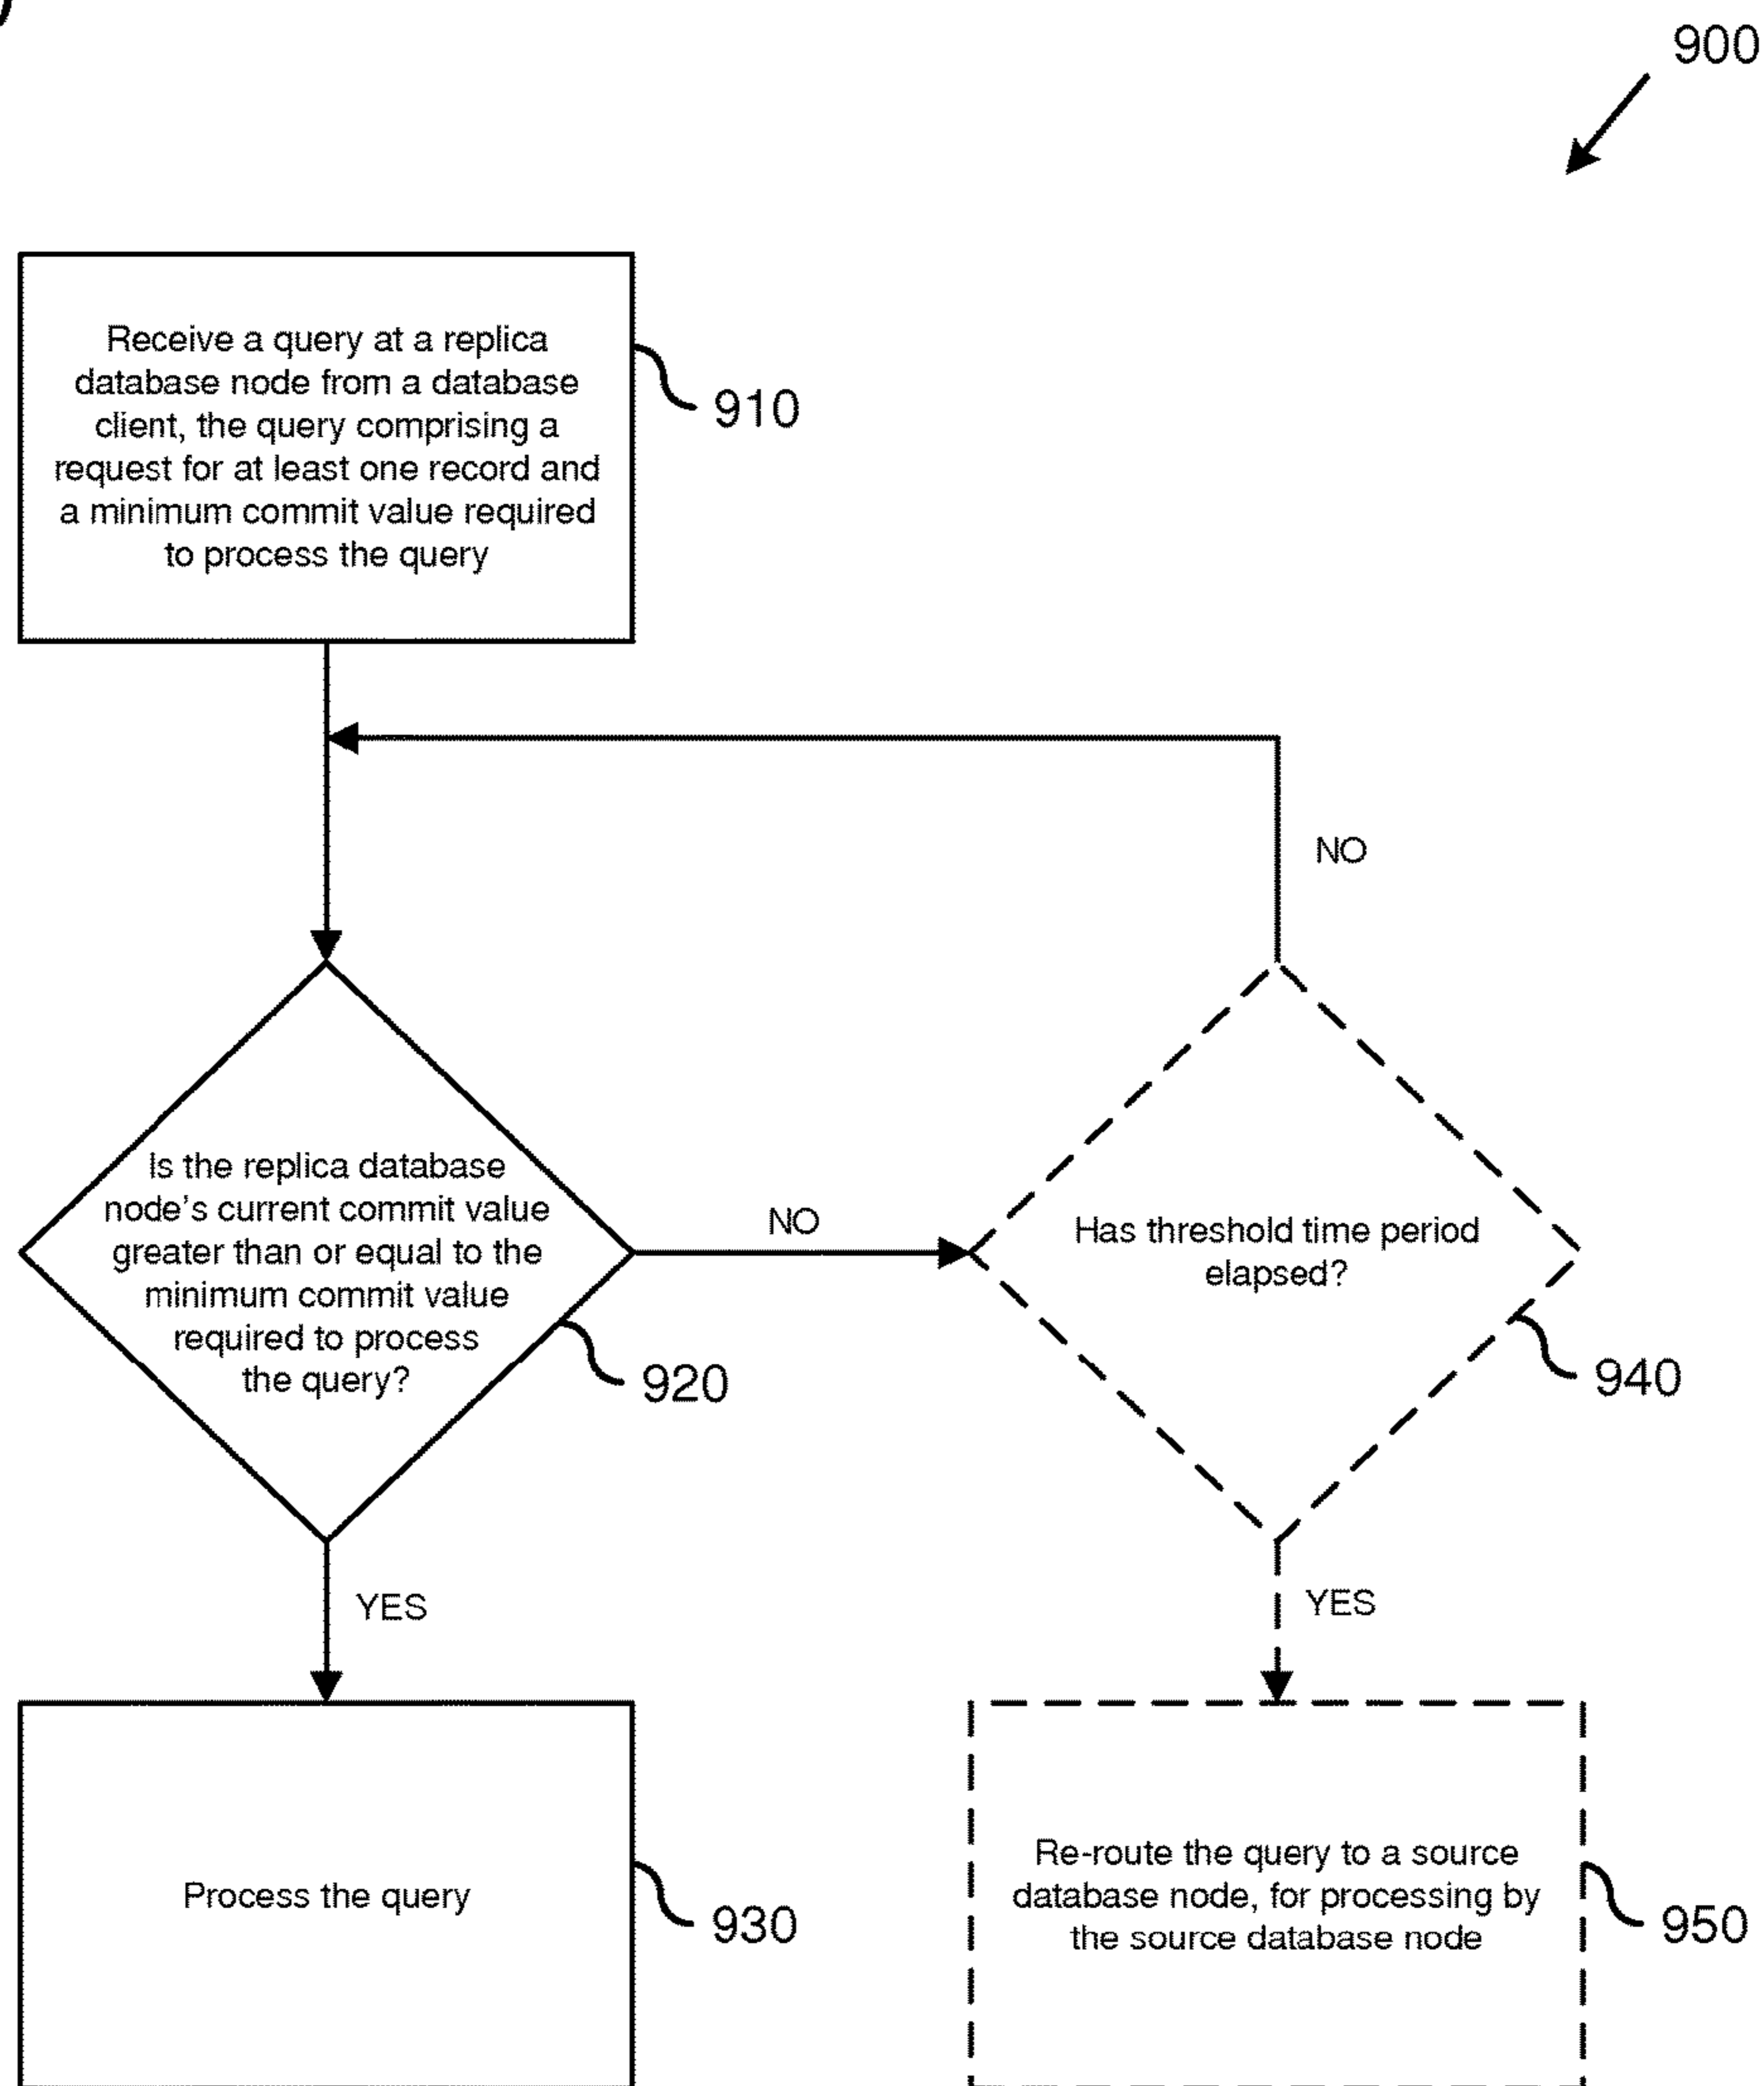 900
Receive a query at a replica
database node from a database
client, the query comprising a
request for at least one record and
a minimum commit value required
to process the query
910
NO
Is the replica database
node's current commit value
greater than or equal to the
minimum commit value
required to process
the query?
920
NO
Has threshold time period
elapsed?
940
YES
YES
Process the query
930
Re-route the query to a source
database node, for processing by
the source database node
950